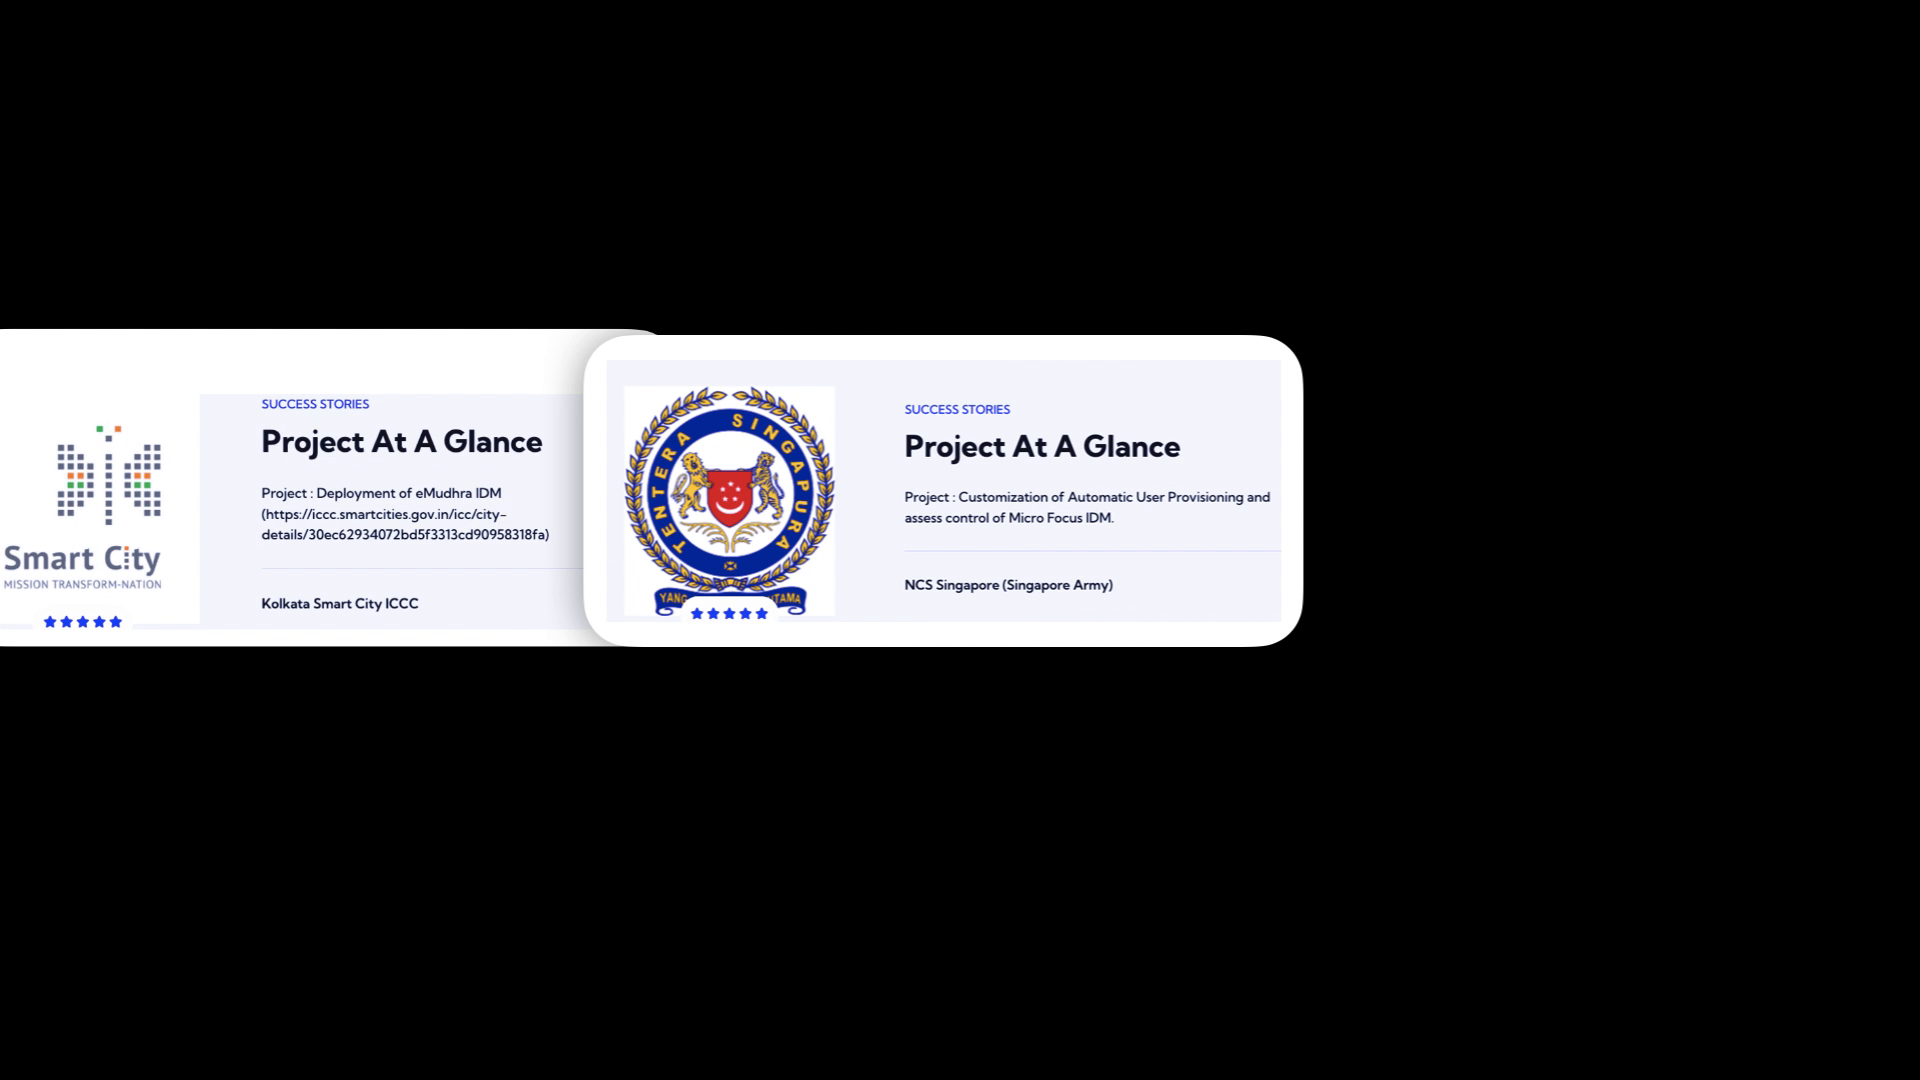 Smart City
MISSION TRANSFORM-NATION
SUCCESS STORIES
Project At A Glance
Project : Deployment of eMudhra IDM
(https://iccc.smartcities.gov.in/icc/city-
details/30ec62934072bd5f3313cd90958318fa)
Kolkata Smart City ICCC
TENTERA SINGAPURA
SUCCESS STORIES
Project At A Glance
Project : Customization of Automatic User Provisioning and
assess control of Micro Focus IDM.
NCS Singapore (Singapore Army)